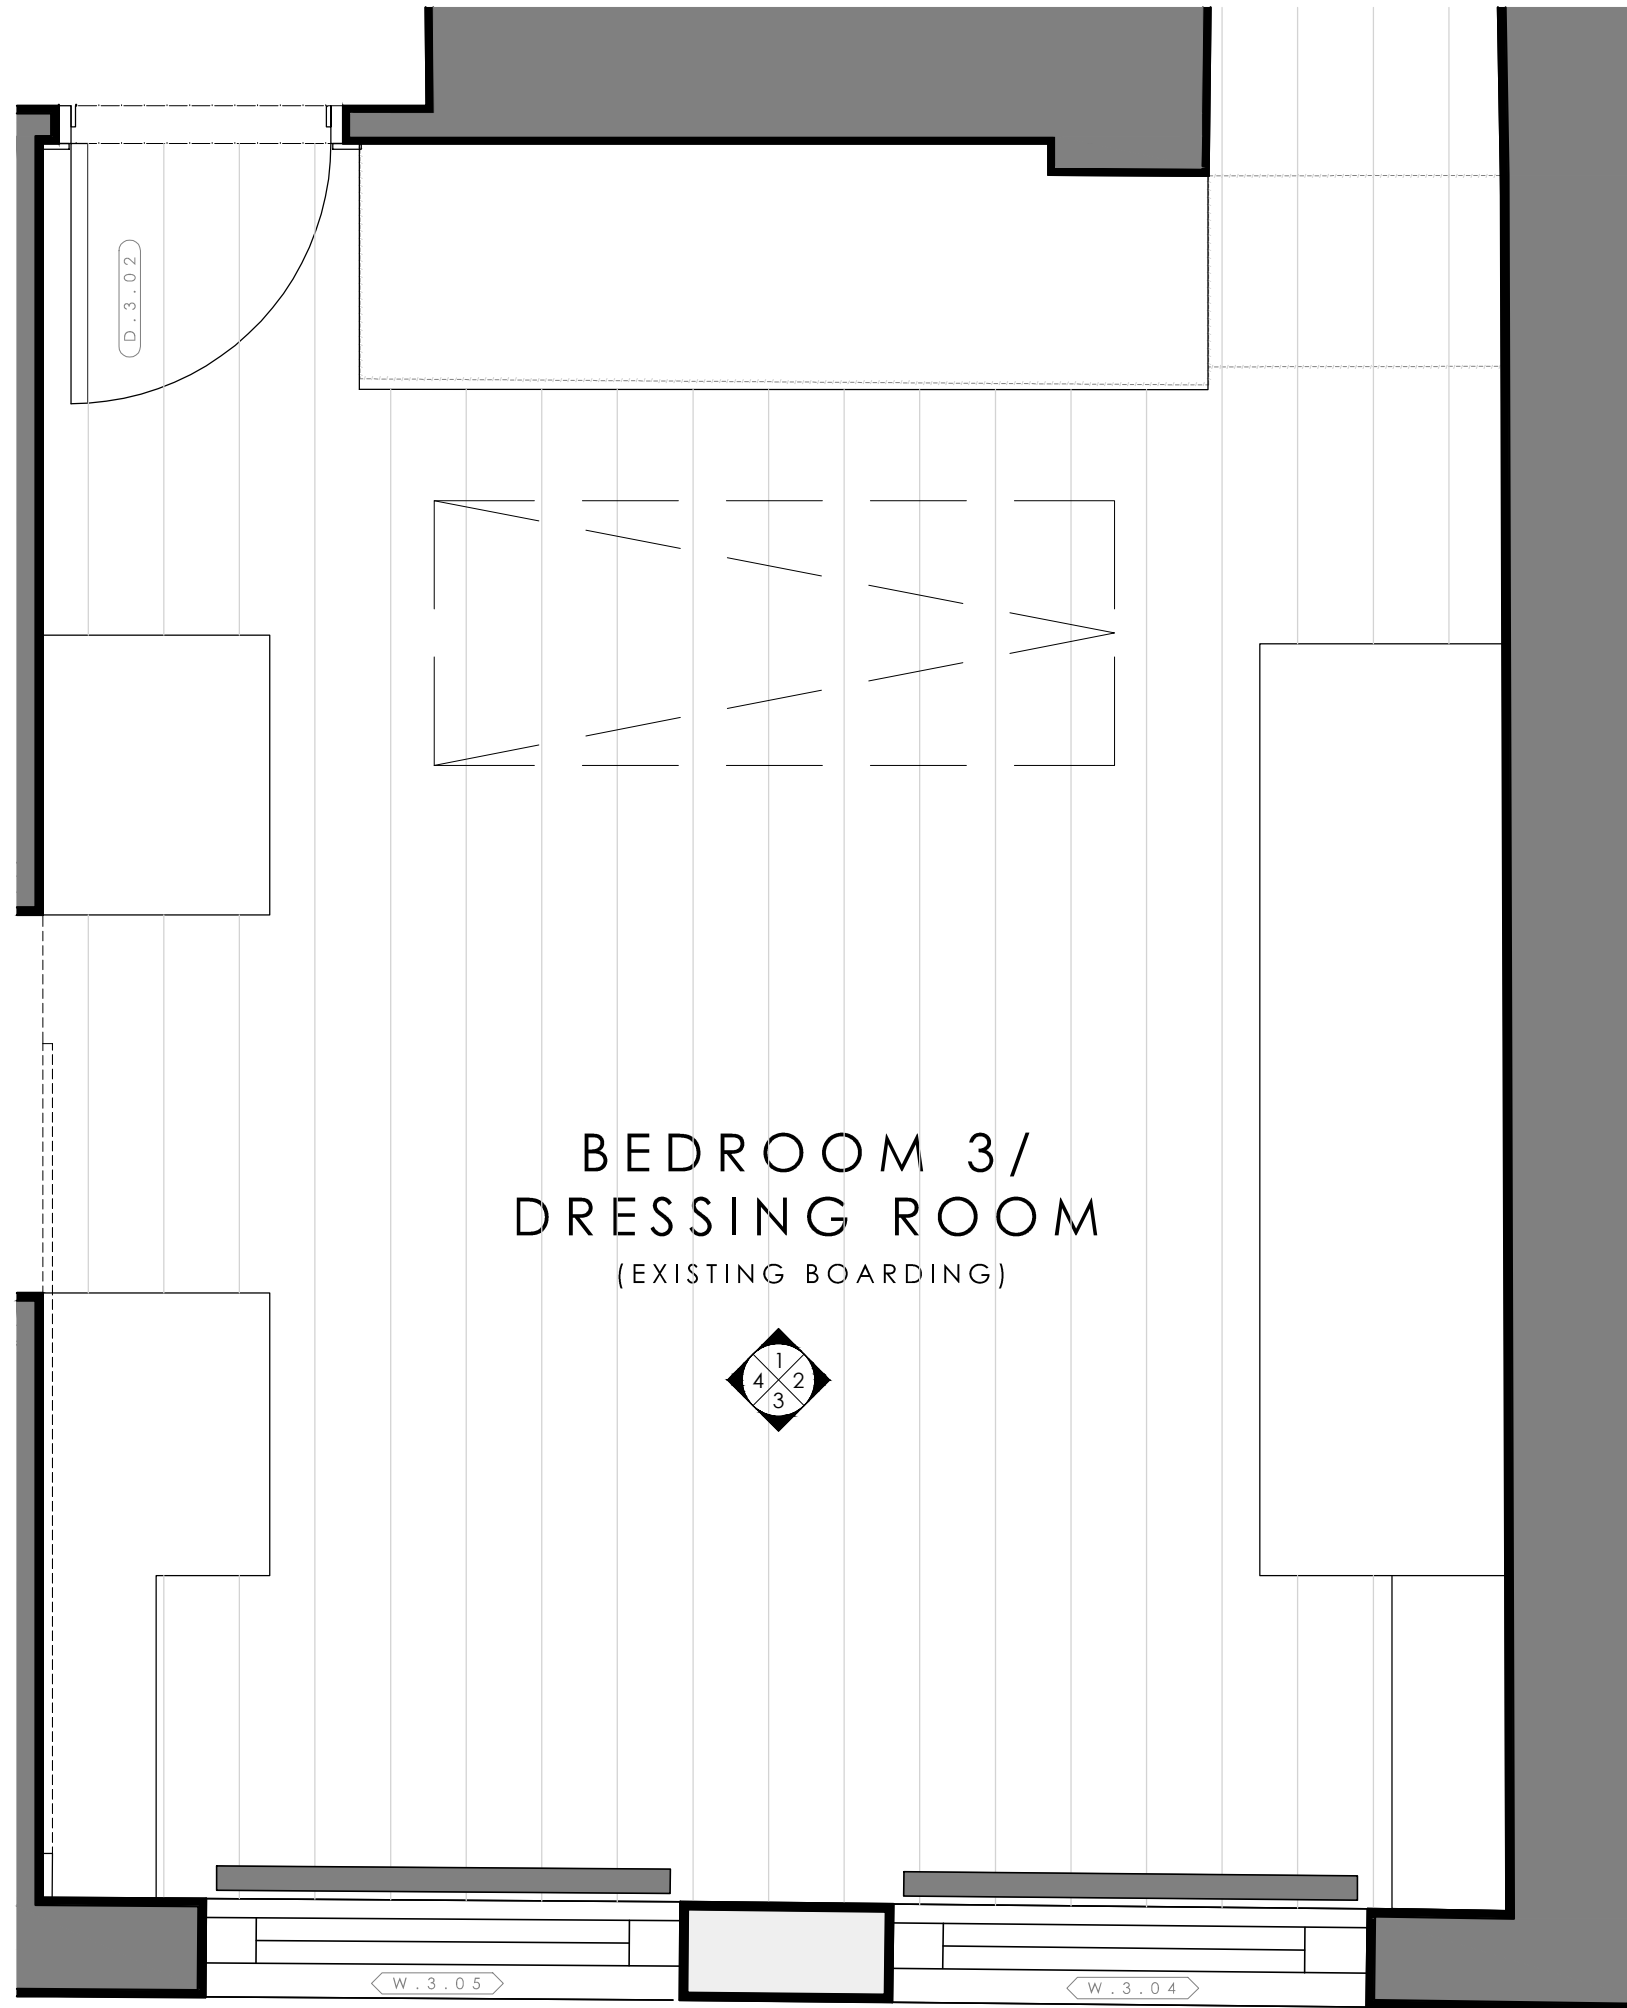 D.3.02
BEDROOM 3/
DRESSING ROOM
(EXISTING BOARDING)
1
4 2
3
W.3.05
W.3.04